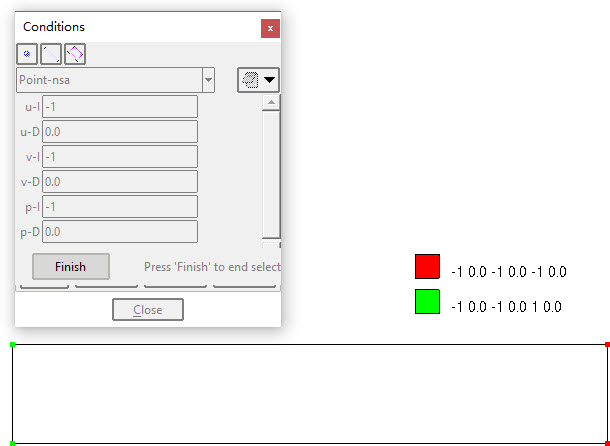 Conditions
x
Point-nsa
u-I -1
u-D 0.0
v-I -1
v-D 0.0
p-I -1
p-D 0.0
Finish
Press 'Finish' to end select
Close
-1 0.0 -1 0.0 -1 0.0
-1 0.0 -1 0.0 1 0.0